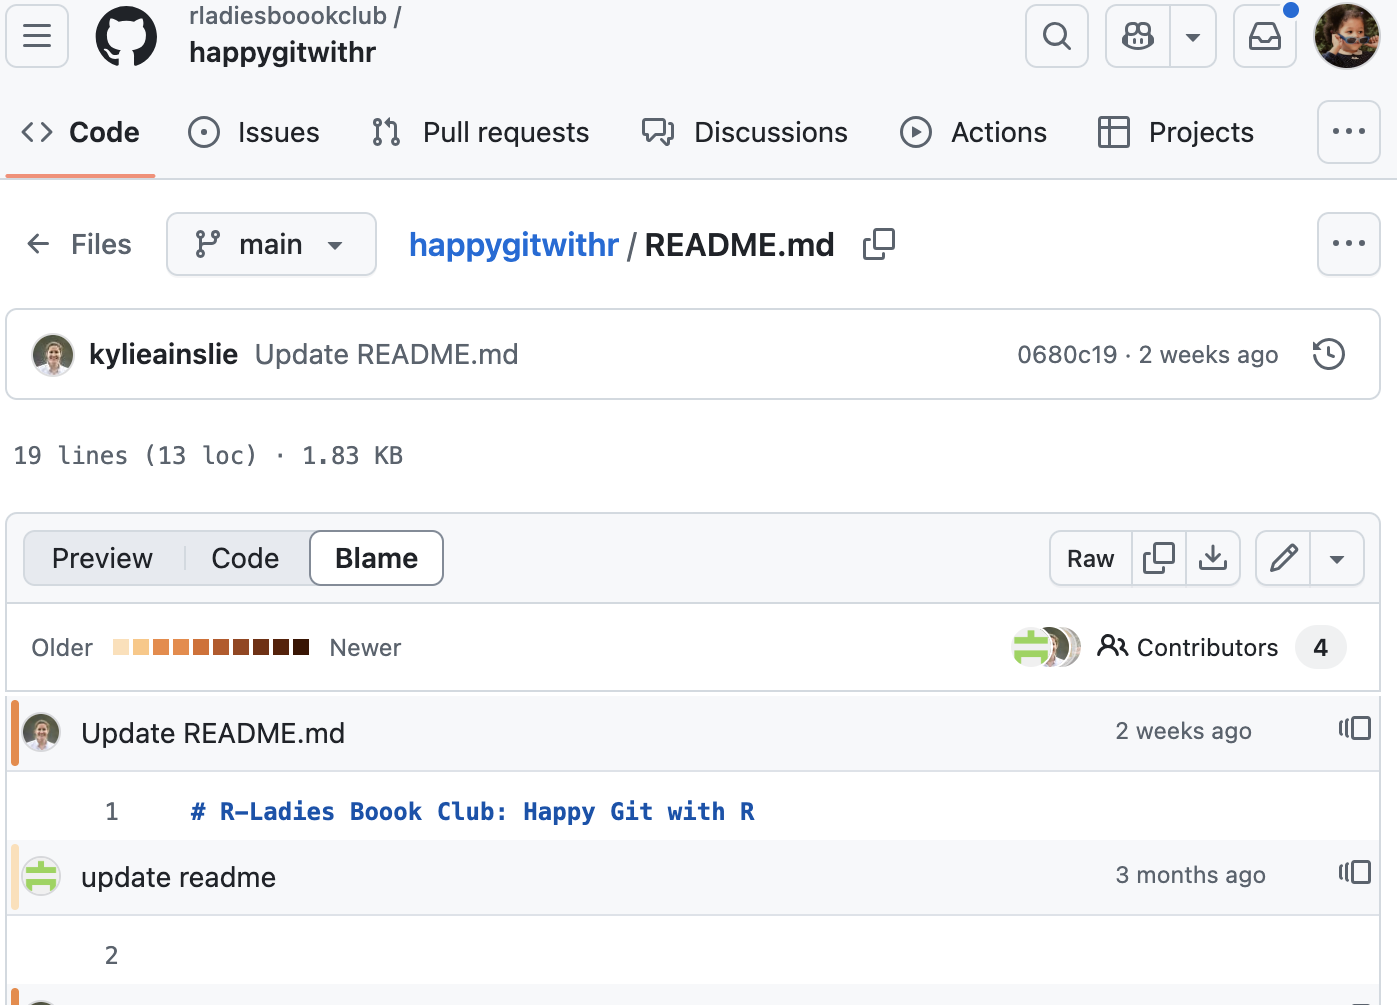 rladiesboookclub /
happygitwithr
Code Issues Pull requests Discussions Actions Projects
Files main happygitwithr / README.md
kylieainslie Update README.md 0680c19 · 2 weeks ago
19 lines (13 loc) · 1.83 KB
Preview Code Blame Raw
Older Newer Contributors 4
Update README.md 2 weeks ago
1 # R-Ladies Boook Club: Happy Git with R
update readme 3 months ago
2